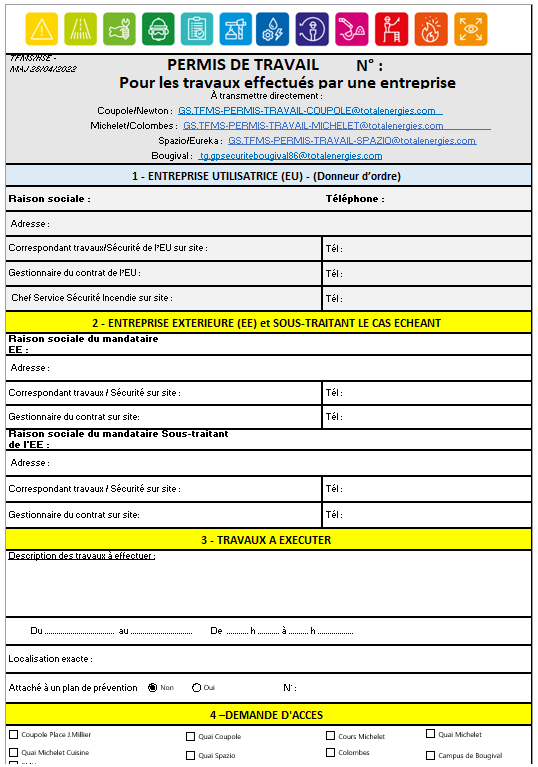 TFMS/HSE -
MAJ 26/04/2022
PERMIS DE TRAVAIL N° :
Pour les travaux effectués par une entreprise
À transmettre directement :
Coupole/Newton : GS.TFMS-PERMIS-TRAVAIL-COUPOLE@totalenergies.com
Michelet/Colombes : GS.TFMS-PERMIS-TRAVAIL-MICHELET@totalenergies.com
Spazio/Eureka : GS.TFMS-PERMIS-TRAVAIL-SPAZIO@totalenergies.com
Bougival : tg.gpsecuritebougival86@totalenergies.com
1 - ENTREPRISE UTILISATRICE (EU) - (Donneur d'ordre)
Raison sociale : Téléphone :
Adresse :
Correspondant travaux/Sécurité de l'EU sur site : Tél :
Gestionnaire du contrat de l'EU : Tél :
Chef Service Sécurité Incendie sur site : Tél :
2 - ENTREPRISE EXTERIEURE (EE) et SOUS-TRAITANT LE CAS ECHEANT
Raison sociale du mandataire
EE :
Adresse :
Correspondant travaux / Sécurité sur site : Tél :
Gestionnaire du contrat sur site: Tél :
Raison sociale du mandataire Sous-traitant
de l'EE :
Adresse :
Correspondant travaux / Sécurité sur site : Tél :
Gestionnaire du contrat sur site: Tél :
3 - TRAVAUX A EXECUTER
Description des travaux à effectuer :
Du .............................. au ........................... De ......... h ......... à ........ h ...............
Localisation exacte :
Attaché à un plan de prévention Non Oui N° :
4 –DEMANDE D'ACCES
Coupole Place J.Millier Quai Coupole Cours Michelet Quai Michelet
Quai Michelet Cuisine Quai Spazio Colombes Campus de Bougival